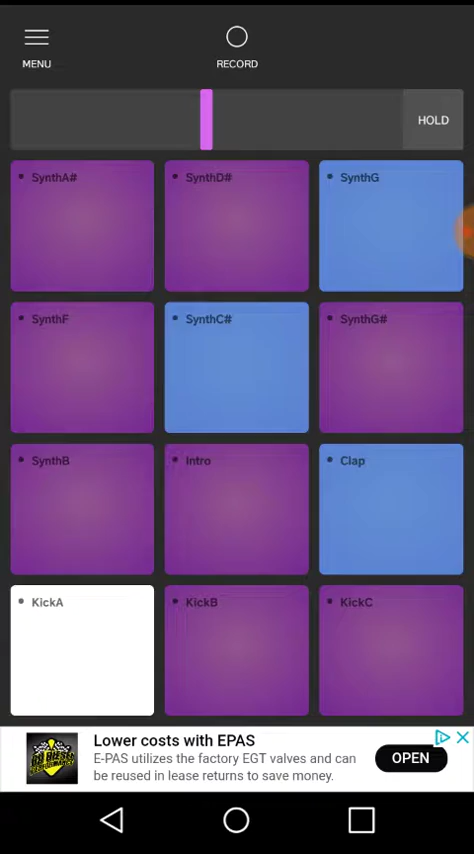 MENU
RECORD
HOLD
SynthA#
SynthD#
SynthG
SynthF
SynthC#
SynthG#
SynthB
Intro
Clap
KickA
KickB
KickC
Lower costs with EPAS
E-PAS utilizes the factory EGT valves and can
be reused in lease returns to save money.
OPEN